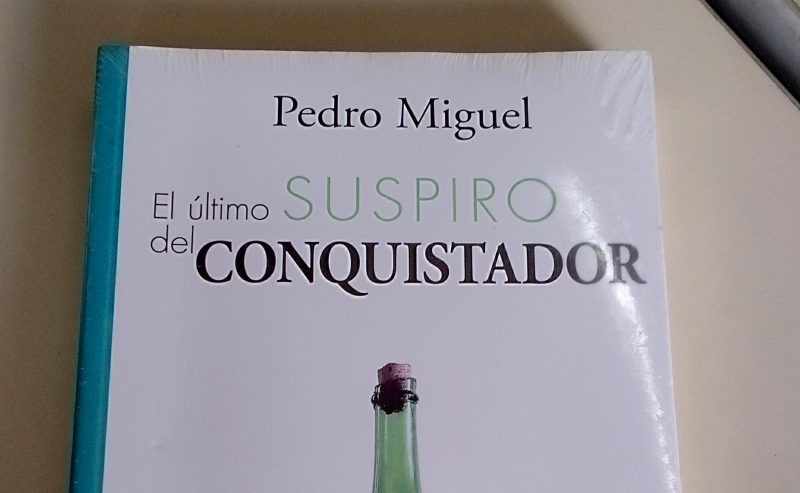 Pedro Miguel
El último SUSPIRO
del CONQUISTADOR